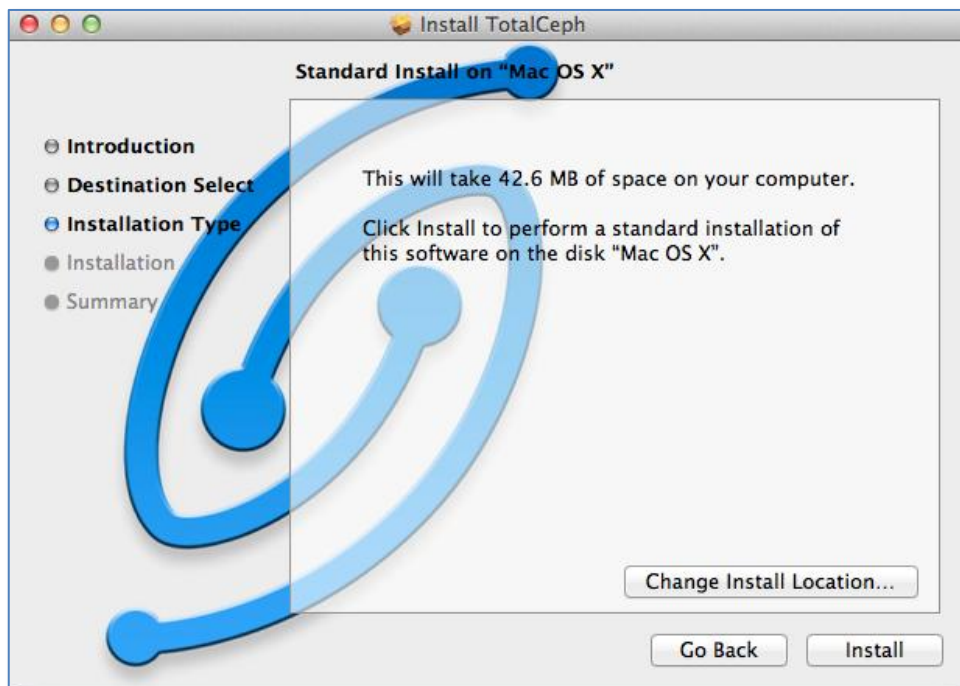 Install TotalCeph
Standard Install on “Mac OS X”
Introduction
Destination Select
Installation Type
Installation
Summary
This will take 42.6 MB of space on your computer.
Click Install to perform a standard installation of
this software on the disk “Mac OS X”.
Change Install Location...
Go Back
Install